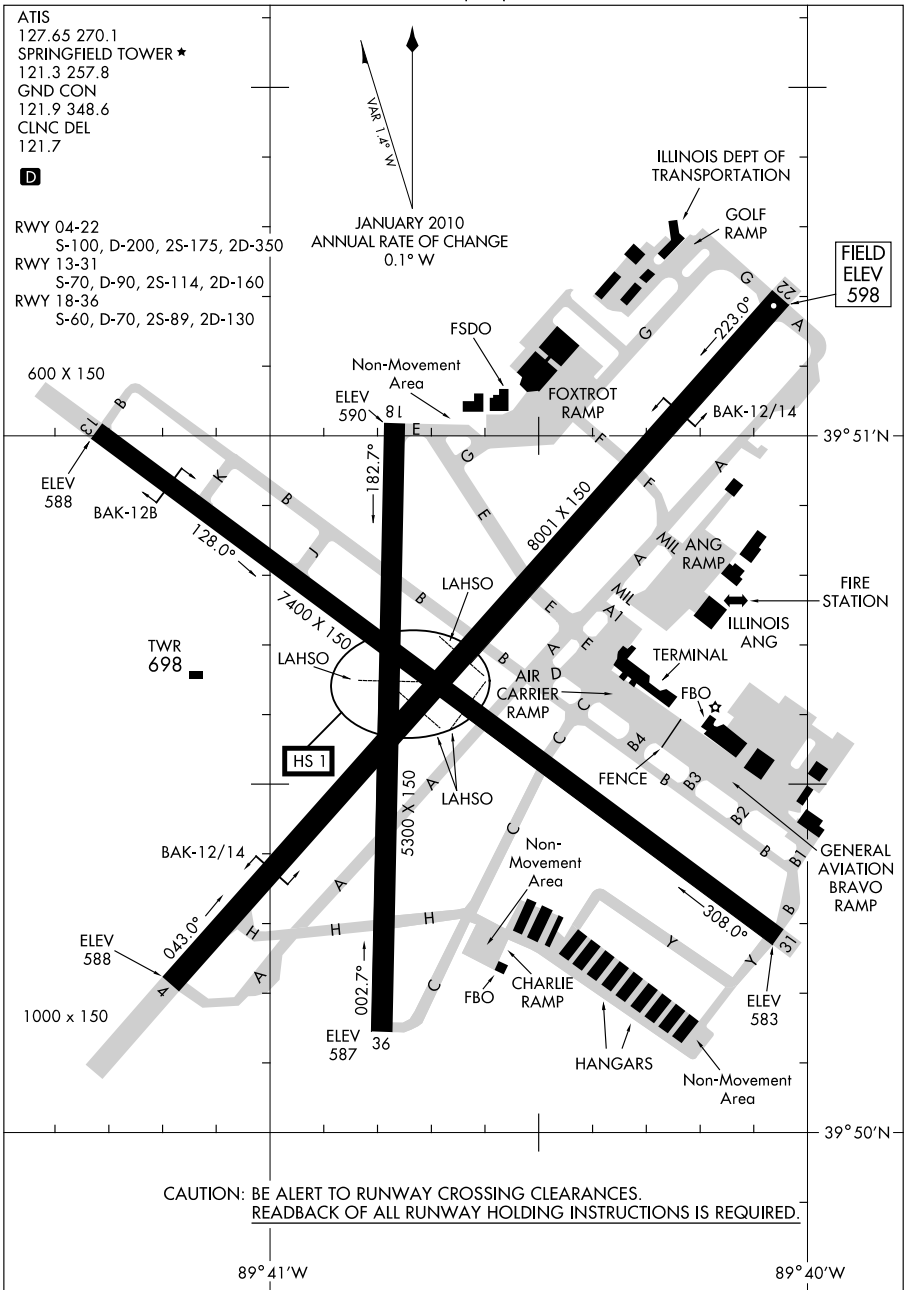 ATIS
127.65 270.1
SPRINGFIELD TOWER ★
121.3 257.8
GND CON
121.9 348.6
CLNC DEL
121.7
D
RWY 04-22
S-100, D-200, 2S-175, 2D-350
RWY 13-31
S-70, D-90, 2S-114, 2D-160
RWY 18-36
S-60, D-70, 2S-89, 2D-130
VAR 1.4° W
JANUARY 2010
ANNUAL RATE OF CHANGE
0.1° W
ILLINOIS DEPT OF
TRANSPORTATION
GOLF
RAMP
FIELD
ELEV
598
G
22
A
G
223.0°
FSDO
Non-Movement
Area
FOXTROT
RAMP
600 X 150
B
13
ELEV
590
18
E
G
F
BAK-12/14
39°51'N
ELEV
588
BAK-12B
K
B
182.7°
E
F
A
8001 X 150
128.0°
J
MIL
ANG
RAMP
A
7400 X 150
B
LAHSO
E
MIL
A1
FIRE
STATION
ILLINOIS
ANG
TWR
698
LAHSO
B
A
E
D
TERMINAL
AIR
CARRIER
RAMP
FBO
C
C
B4
HS 1
FENCE
B
B3
LAHSO
A
5300 X 150
C
B2
B
B1
GENERAL
AVIATION
BRAVO
RAMP
BAK-12/14
Non-
Movement
Area
A
H
H
H
B
308.0°
31
Y
Y
043.0°
ELEV
588
4
A
002.7°
C
FBO
CHARLIE
RAMP
ELEV
583
1000 x 150
ELEV
587
36
HANGARS
Non-Movement
Area
39°50'N
CAUTION: BE ALERT TO RUNWAY CROSSING CLEARANCES.
READBACK OF ALL RUNWAY HOLDING INSTRUCTIONS IS REQUIRED.
89°41'W
89°40'W